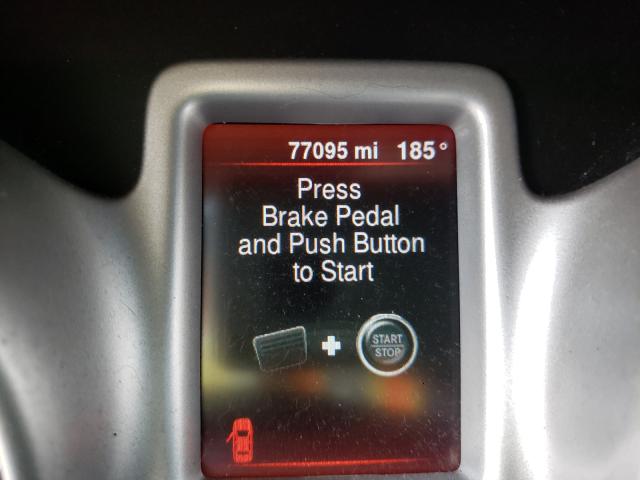 77095 mi 185°
Press
Brake Pedal
and Push Button
to Start
START
STOP